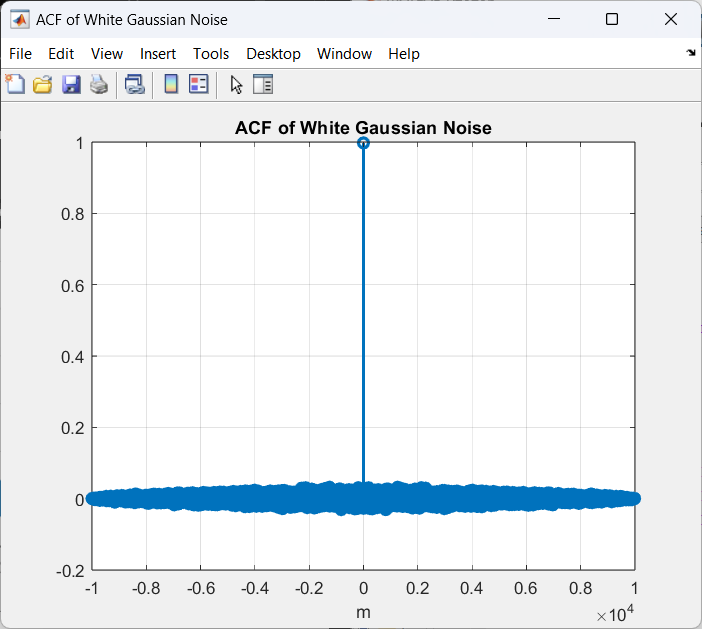 ACF of White Gaussian Noise
File Edit View Insert Tools Desktop Window Help
ACF of White Gaussian Noise
1
0.8
0.6
0.4
0.2
0
-0.2
-1 -0.8 -0.6 -0.4 -0.2 0 0.2 0.4 0.6 0.8 1
m
×10⁴